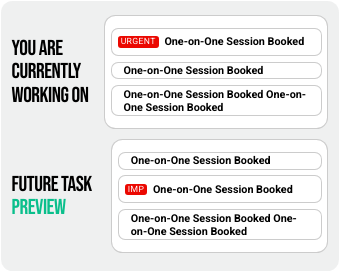 YOU ARE
CURRENTLY
WORKING ON
URGENT One-on-One Session Booked
One-on-One Session Booked
One-on-One Session Booked One-on-
One Session Booked
FUTURE TASK
PREVIEW
One-on-One Session Booked
IMP One-on-One Session Booked
One-on-One Session Booked One-
on-One Session Booked